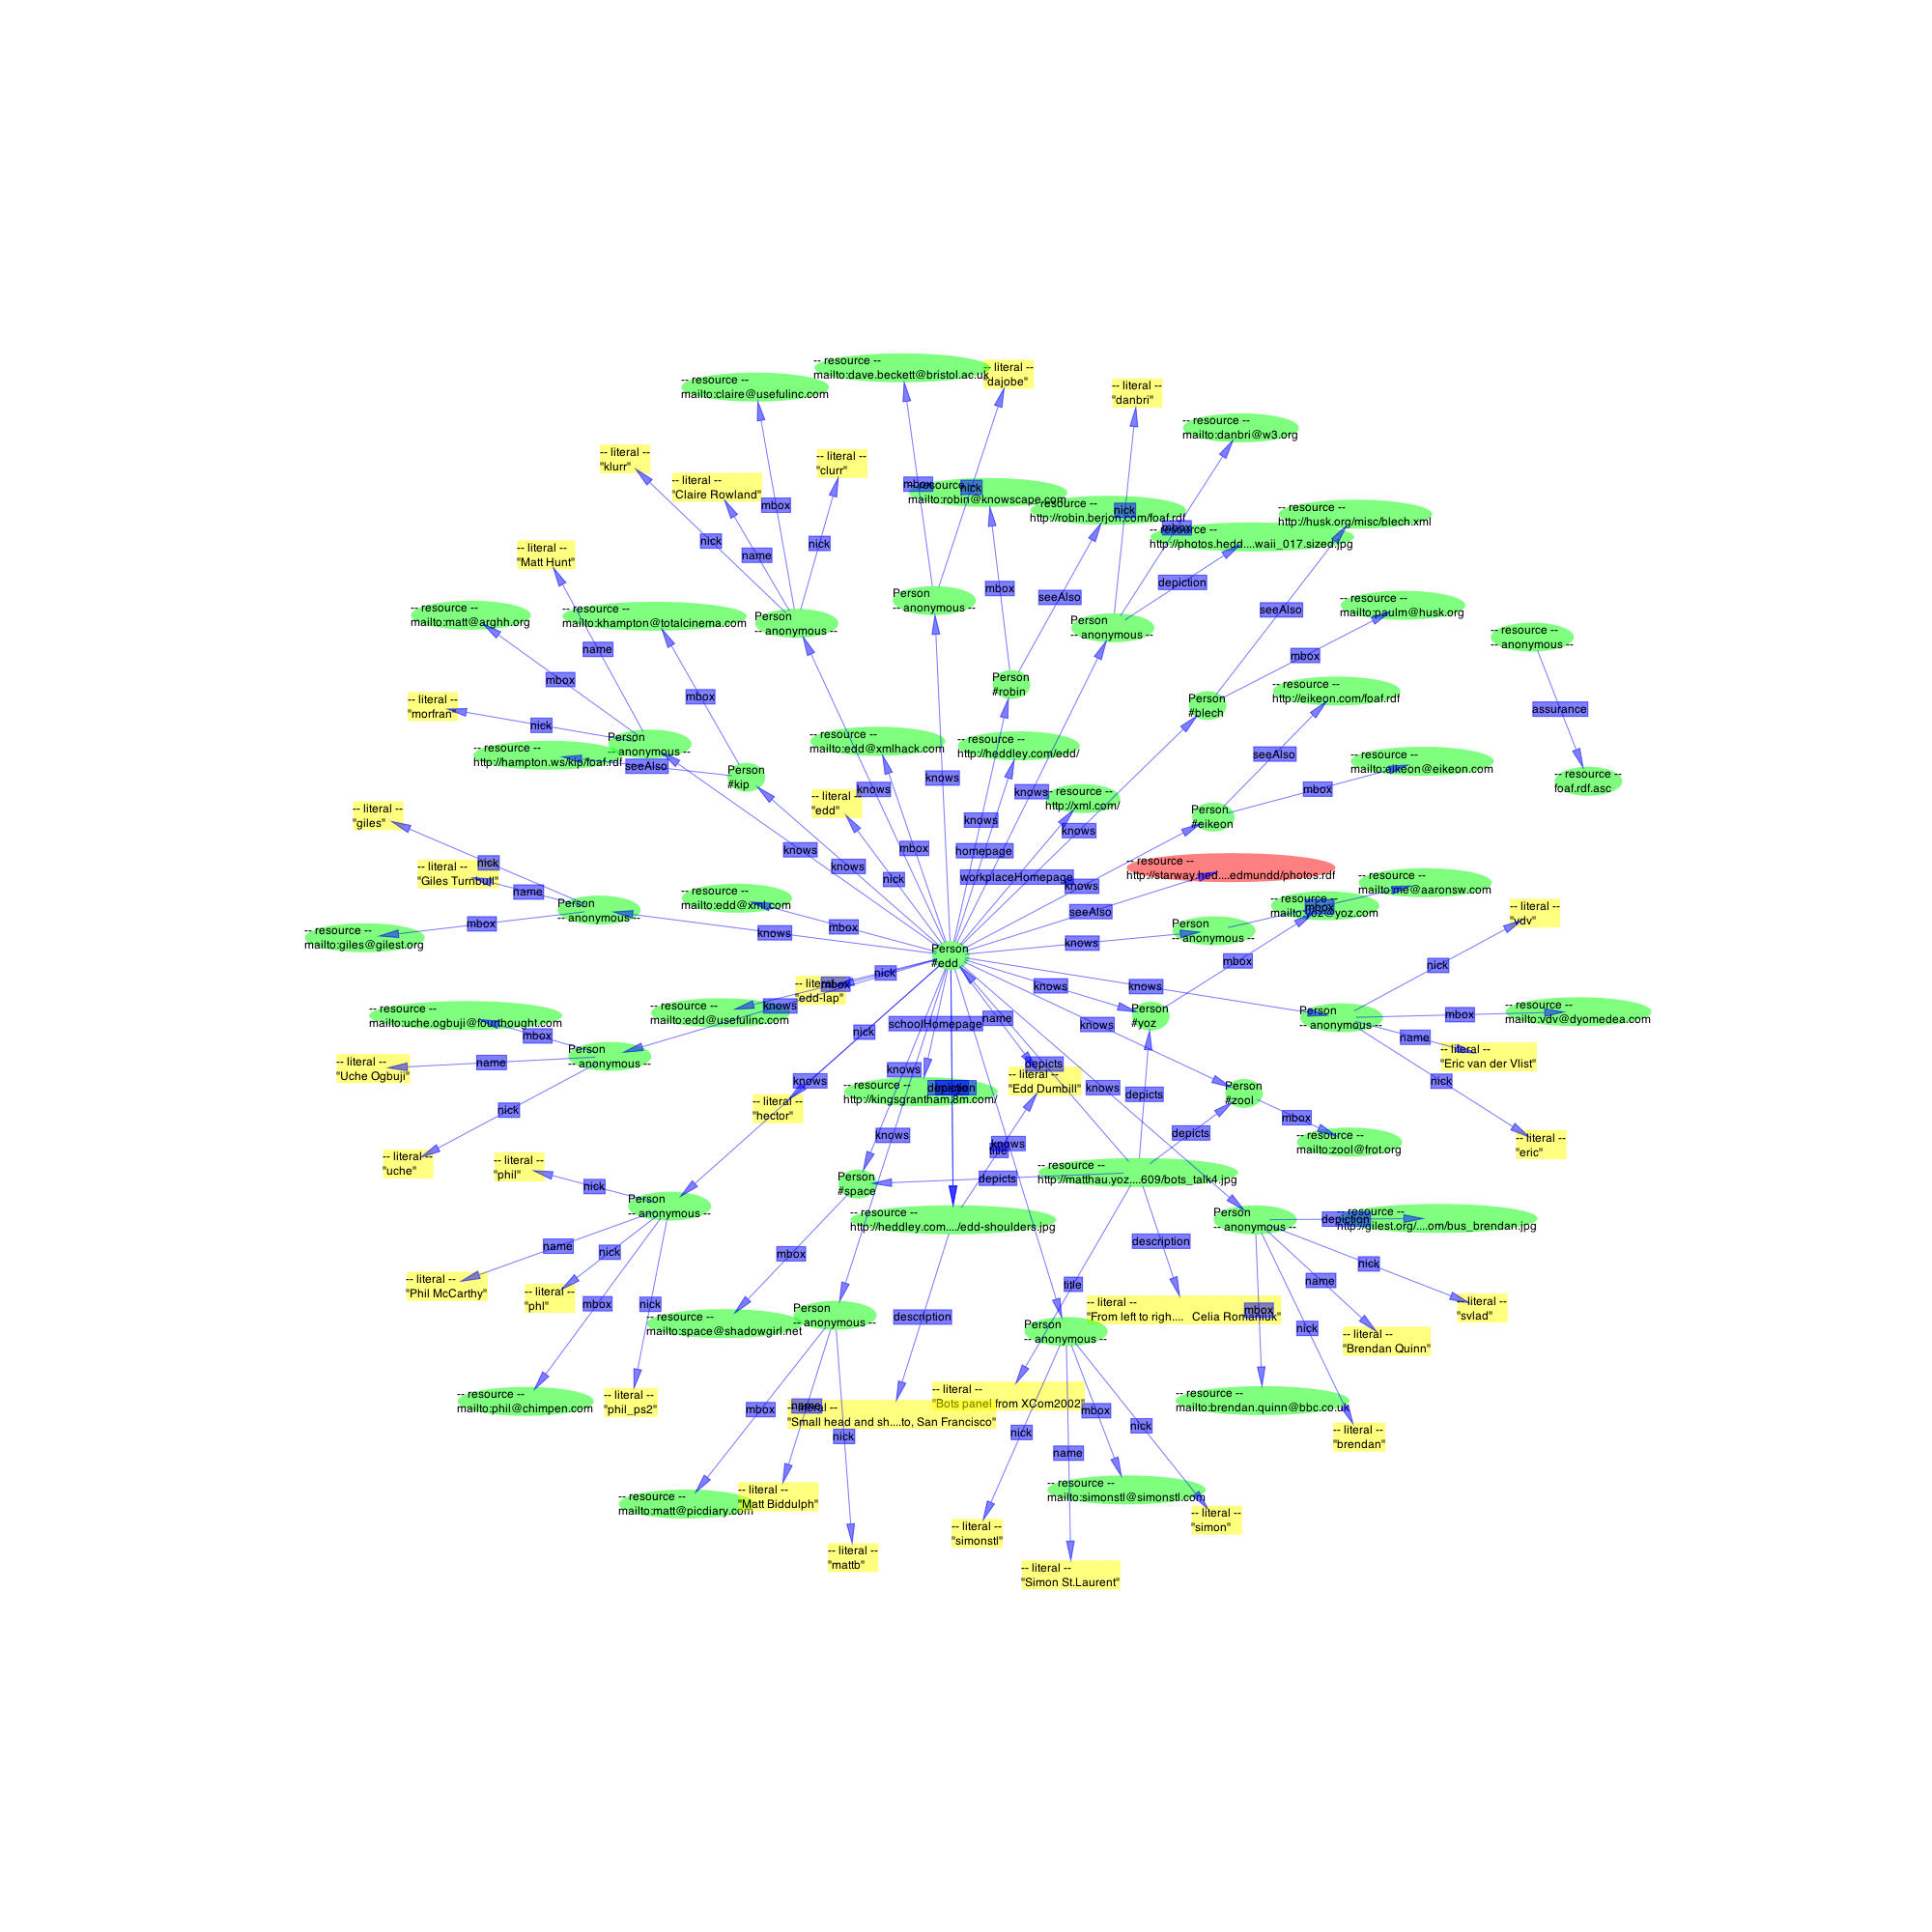 -- resource --
mailto:dave.beckett@bristol.ac.uk
-- literal --
"dajobe"
-- resource --
mailto:claire@usefulinc.com
-- literal --
"danbri"
-- resource --
mailto:danbri@w3.org
-- literal --
"klurr"
-- literal --
"clurr"
-- literal --
"Claire Rowland"
mbox
nick
mbox
-- resource --
mailto:robin@knowscape.com
-- resource --
http://robin.berjon.com/foaf.rdf
nick
-- resource --
http://husk.org/misc/blech.xml
mbox
-- resource --
http://photos.hedd....waii_017.sized.jpg
nick
name
nick
-- literal --
"Matt Hunt"
mbox
depiction
seeAlso
seeAlso
Person
-- anonymous --
-- resource --
mailto:paulm@husk.org
-- resource --
mailto:matt@arghh.org
-- resource --
mailto:khampton@totalcinema.com
Person
-- anonymous --
Person
-- anonymous --
-- resource --
-- anonymous --
name
mbox
mbox
mbox
Person
#robin
-- resource --
http://eikeon.com/foaf.rdf
Person
#blech
-- literal --
"morfran"
nick
assurance
Person
-- anonymous --
-- resource --
mailto:edd@xmlhack.com
-- resource --
http://heddley.com/edd/
-- resource --
http://hampton.ws/kip/foaf.rdf
seeAlso
seeAlso
-- resource --
mailto:eikeon@eikeon.com
Person
#kip
knows
-- resource --
foaf.rdf.asc
knows
knows
mbox
-- literal --
"edd"
-- resource --
http://xml.com/
-- literal --
"giles"
Person
#eikeon
knows
knows
knows
mbox
homepage
knows
nick
-- literal --
"Giles Turnbull"
name
knows
nick
workplaceHomepage
knows
-- resource --
http://starway.hed....edmundd/photos.rdf
-- resource --
mailto:me@aaronsw.com
-- resource --
mailto:edd@xml.com
Person
-- anonymous --
seeAlso
-- resource --
mailto:yoz@yoz.com
mbox
-- literal --
"vdv"
mbox
-- resource --
mailto:giles@gilest.org
knows
mbox
Person
-- anonymous --
knows
Person
#edd
mbox
nick
nick
-- literal --
"edd-lap"
mbox
knows
knows
-- resource --
mailto:edd@usefulinc.com
knows
-- resource --
mailto:uche.ogbuji@fourthought.com
mbox
nick
schoolHomepage
name
knows
Person
#yoz
Person
-- anonymous --
mbox
-- resource --
mailto:vdv@dyomedea.com
name
-- literal --
"Eric van der Vlist"
-- literal --
"Uche Ogbuji"
name
Person
-- anonymous --
knows
knows
depicts
-- literal --
"Edd Dumbill"
-- resource --
http://kingsgrantham.8m.com/
depiction
knows
depicts
Person
#zool
nick
nick
-- literal --
"hector"
mbox
knows
depicts
-- resource --
mailto:zool@frot.org
-- literal --
"eric"
-- literal --
"uche"
-- literal --
"phil"
knows
title
nick
Person
#space
depicts
-- resource --
http://matthau.yoz....609/bots_talk4.jpg
Person
-- anonymous --
-- resource --
http://heddley.com..../edd-shoulders.jpg
Person
-- anonymous --
depiction
-- resource --
http://gilest.org/....om/bus_brendan.jpg
name
nick
mbox
description
nick
-- literal --
"Phil McCarthy"
-- literal --
"phl"
mbox
nick
title
name
-- literal --
"svlad"
-- literal --
"From left to righ.... Celia Romaniuk"
mbox
description
Person
-- anonymous --
-- resource --
mailto:space@shadowgirl.net
Person
-- anonymous --
nick
-- literal --
"Brendan Quinn"
-- resource --
mailto:phil@chimpen.com
-- literal --
"phil_ps2"
-- literal --
"Bots panel from XCom2002"
-- resource --
mailto:brendan.quinn@bbc.co.uk
mbox
name
-- literal --
"Small head and sh....to, San Francisco"
mbox
nick
nick
nick
name
-- literal --
"brendan"
-- resource --
mailto:matt@picdiary.com
-- literal --
"Matt Biddulph"
-- resource --
mailto:simonstl@simonstl.com
-- literal --
"simonstl"
-- literal --
"simon"
-- literal --
"mattb"
-- literal --
"Simon St.Laurent"